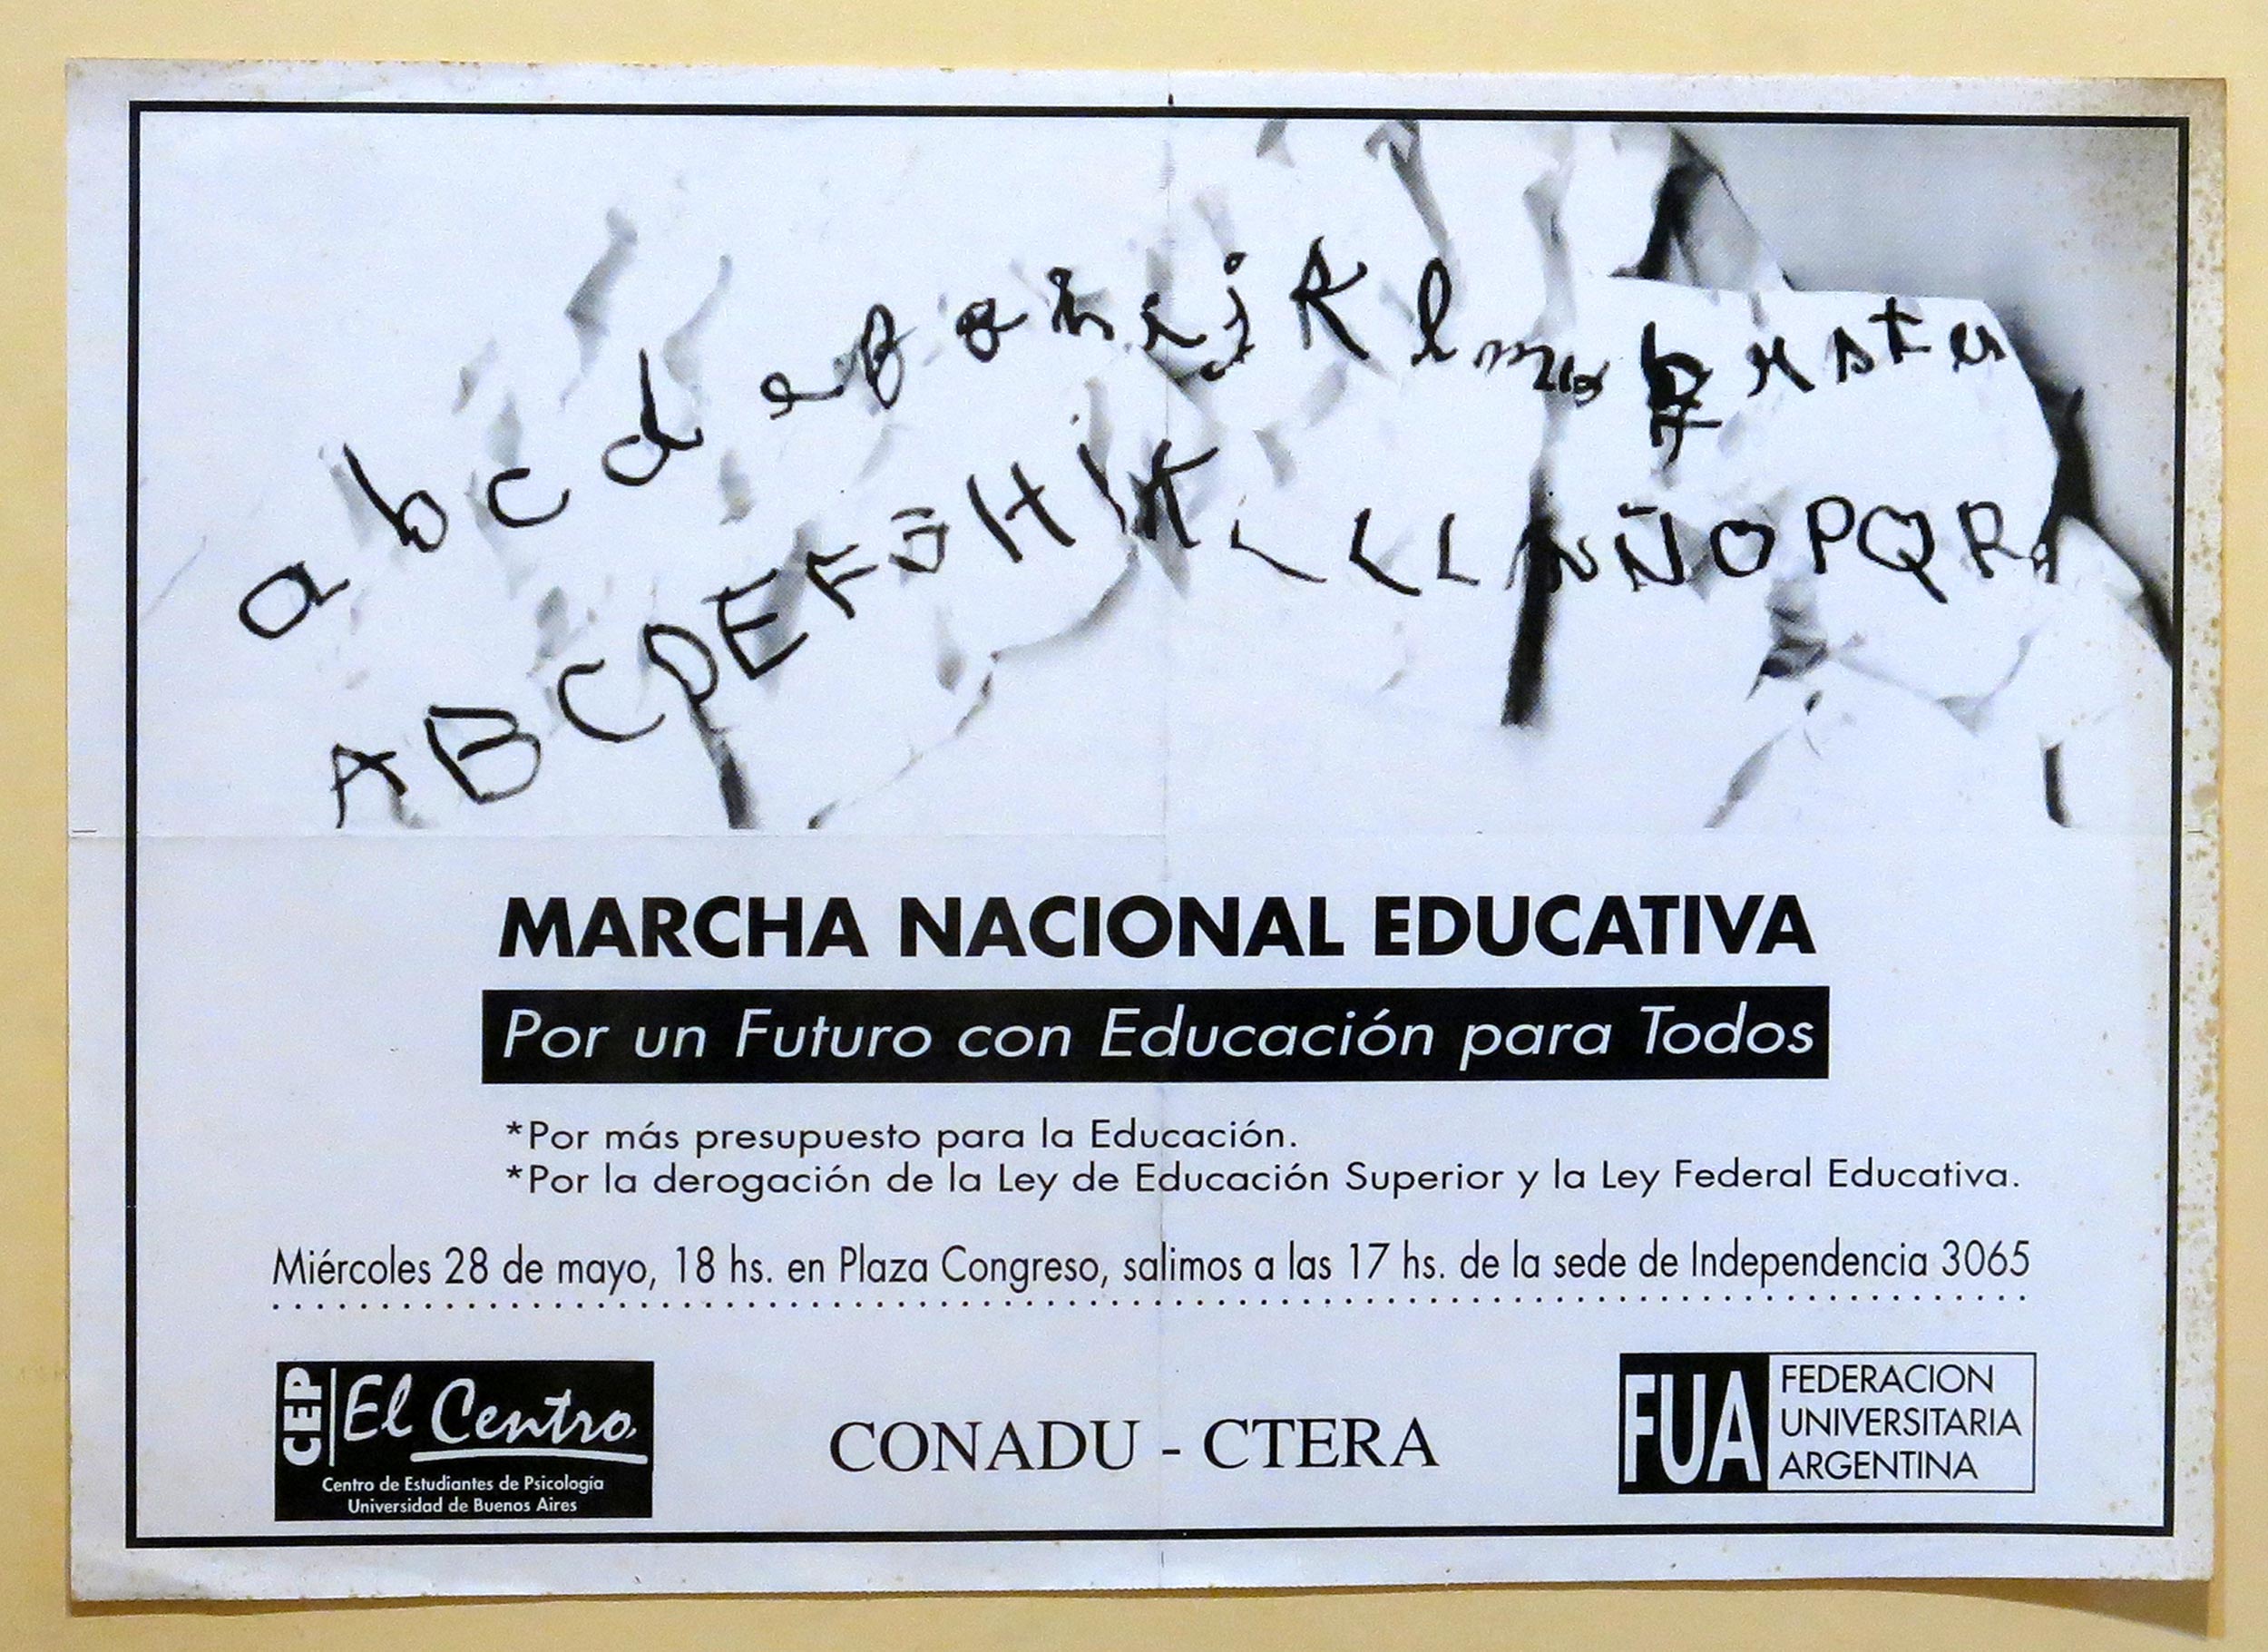 a b c d e f g h i j K l m n o p q r s t u
A B C D E F G H I K L LL N Ñ O P Q R
MARCHA NACIONAL EDUCATIVA
Por un Futuro con Educación para Todos
*Por más presupuesto para la Educación.
*Por la derogación de la Ley de Educación Superior y la Ley Federal Educativa.
Miércoles 28 de mayo, 18 hs. en Plaza Congreso, salimos a las 17 hs. de la sede de Independencia 3065
CEP El Centro
Centro de Estudiantes de Psicología
Universidad de Buenos Aires
CONADU - CTERA
FUA FEDERACION
UNIVERSITARIA
ARGENTINA